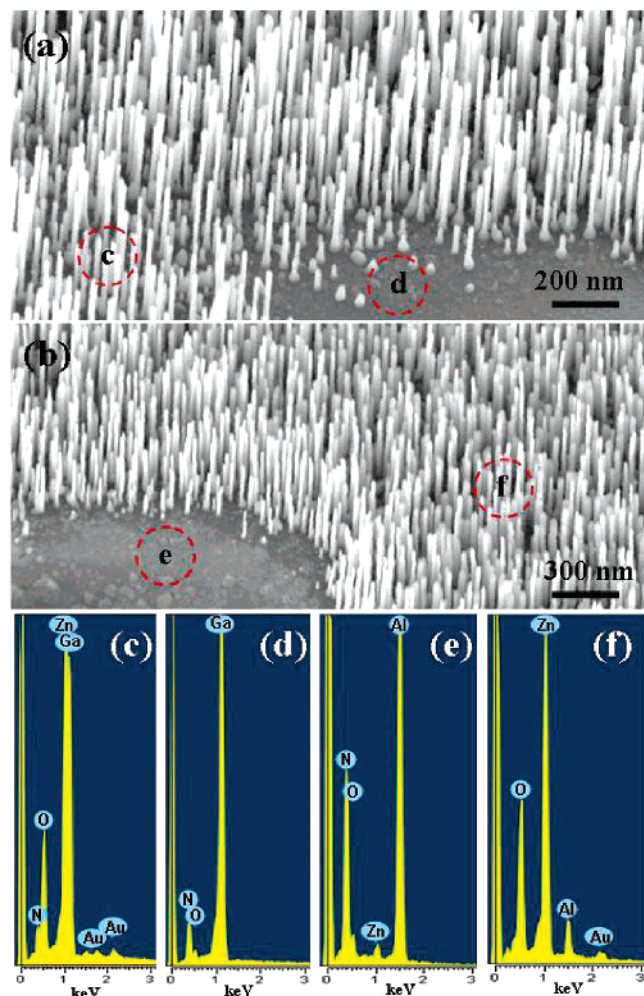 (a)
c
d
200 nm
(b)
f
e
300 nm
Zn
Ga
(c)
O
N
Au
Au
0 1 2 3
keV
Ga
(d)
N
O
0 1 2 3
keV
Al
(e)
N
O
Zn
0 1 2 3
keV
Zn
(f)
O
Al
Au
0 1 2 3
keV